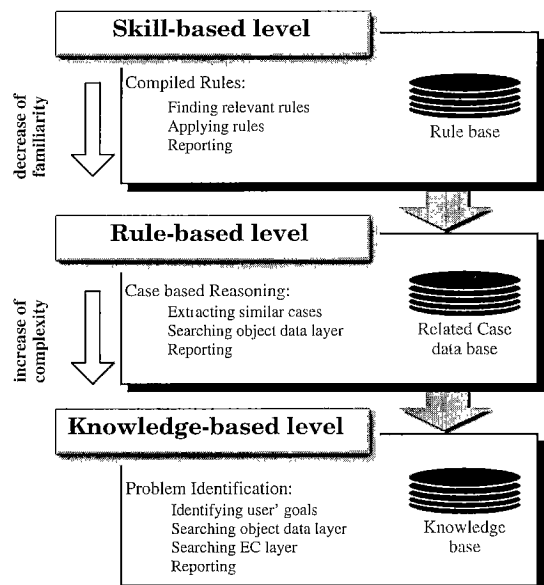 Skill-based level
Compiled Rules:
Finding relevant rules
Applying rules
Reporting
Rule base
decrease of
familiarity
Rule-based level
Case based Reasoning:
Extracting similar cases
Searching object data layer
Reporting
Related Case
data base
increase of
complexity
Knowledge-based level
Problem Identification:
Identifying user' goals
Searching object data layer
Searching EC layer
Reporting
Knowledge
base